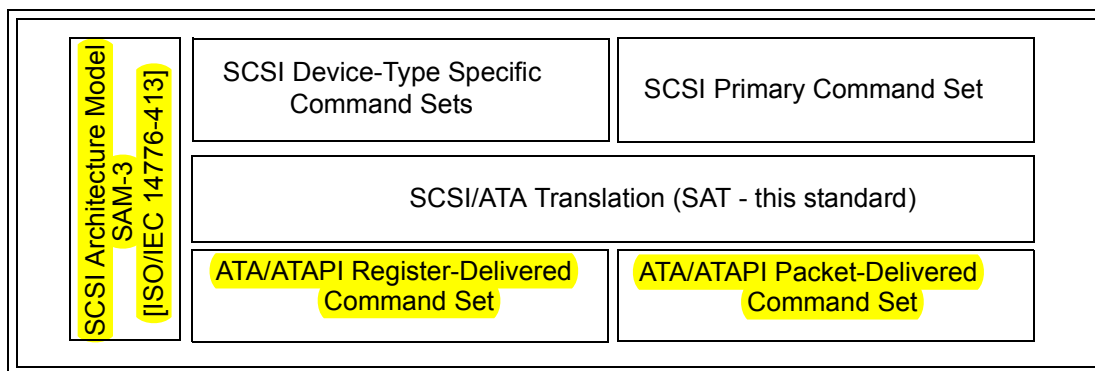 SCSI Architecture Model
SAM-3
[ISO/IEC 14776-413]
SCSI Device-Type Specific
Command Sets
SCSI Primary Command Set
SCSI/ATA Translation (SAT - this standard)
ATA/ATAPI Register-Delivered
Command Set
ATA/ATAPI Packet-Delivered
Command Set